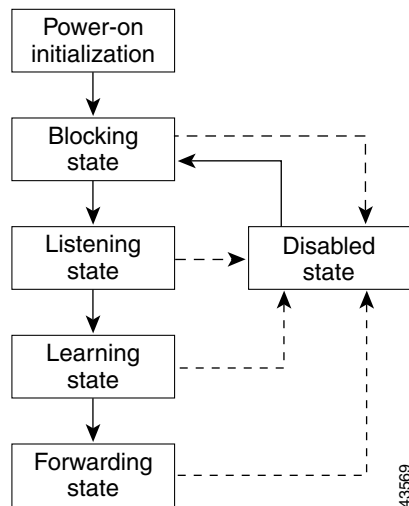 Power-on
initialization
Blocking
state
Listening
state
Disabled
state
Learning
state
Forwarding
state
43569